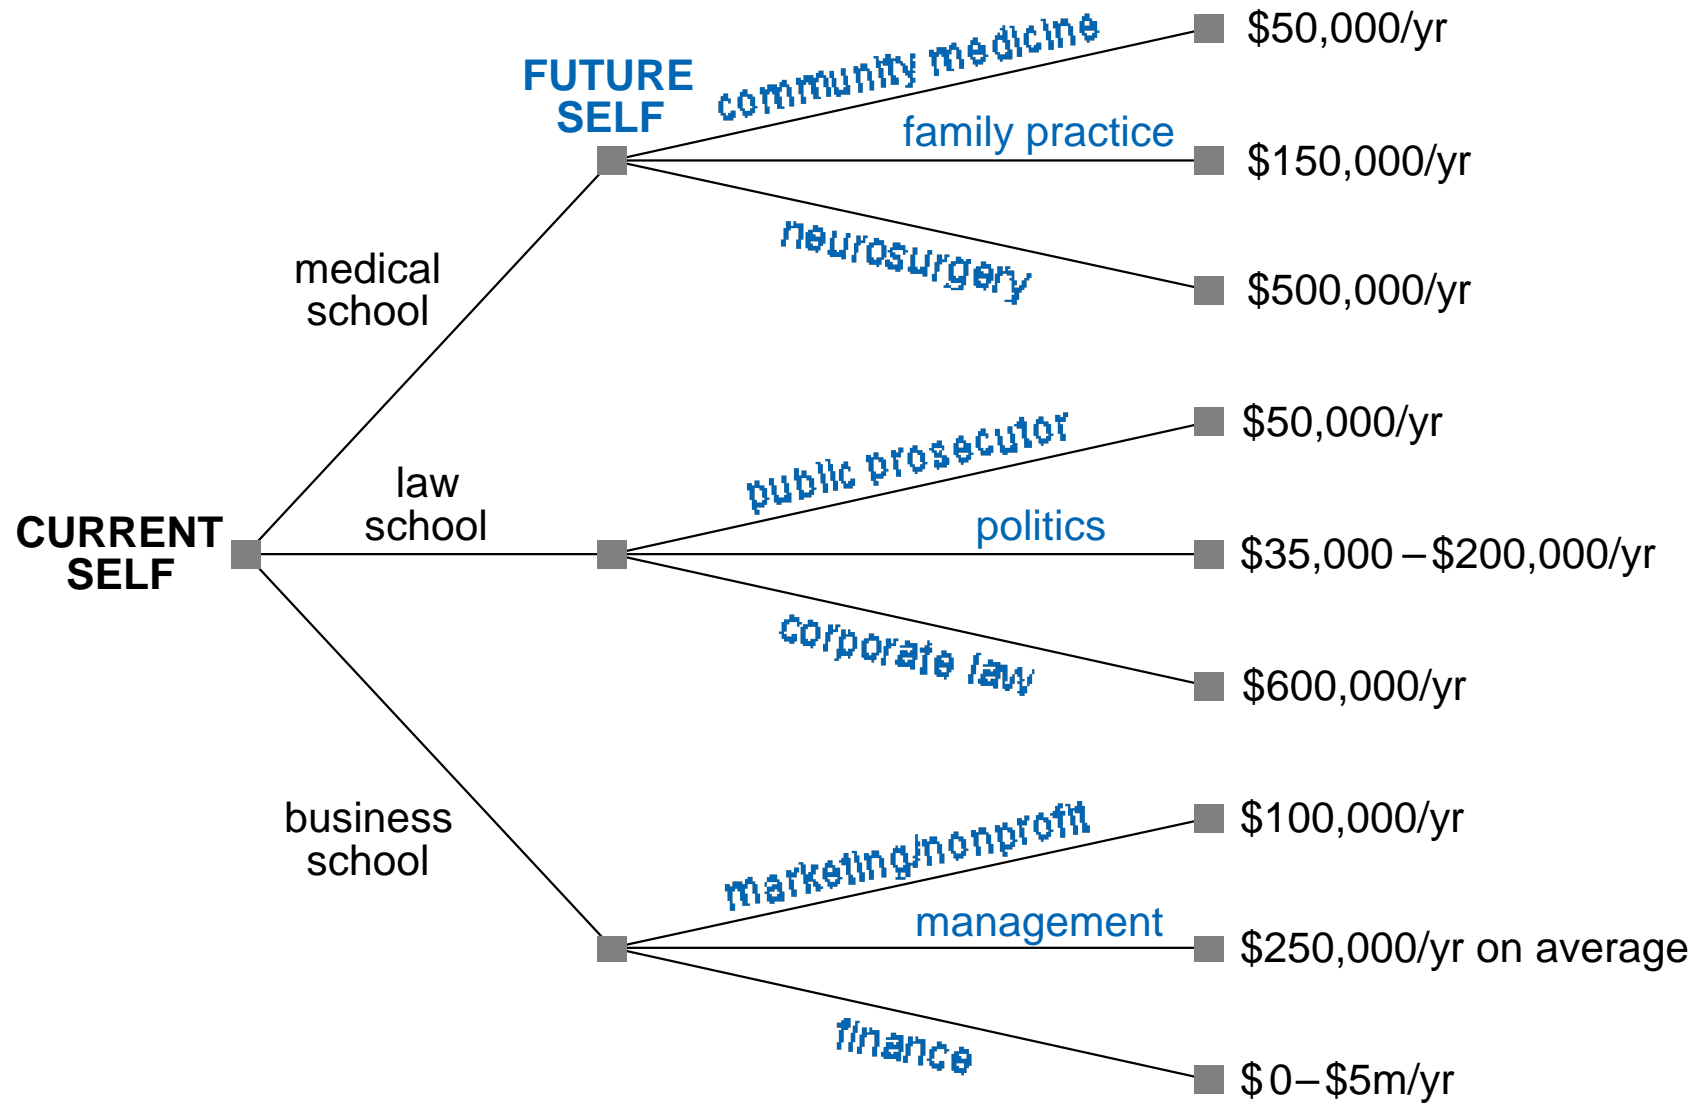 FUTURE
SELF
community medicine
$50,000/yr
family practice
$150,000/yr
neurosurgery
$500,000/yr
medical
school
public prosecutor
$50,000/yr
law
school
politics
$35,000 – $200,000/yr
CURRENT
SELF
corporate law
$600,000/yr
business
school
marketing/nonprofit
$100,000/yr
management
$250,000/yr on average
finance
$0–$5m/yr